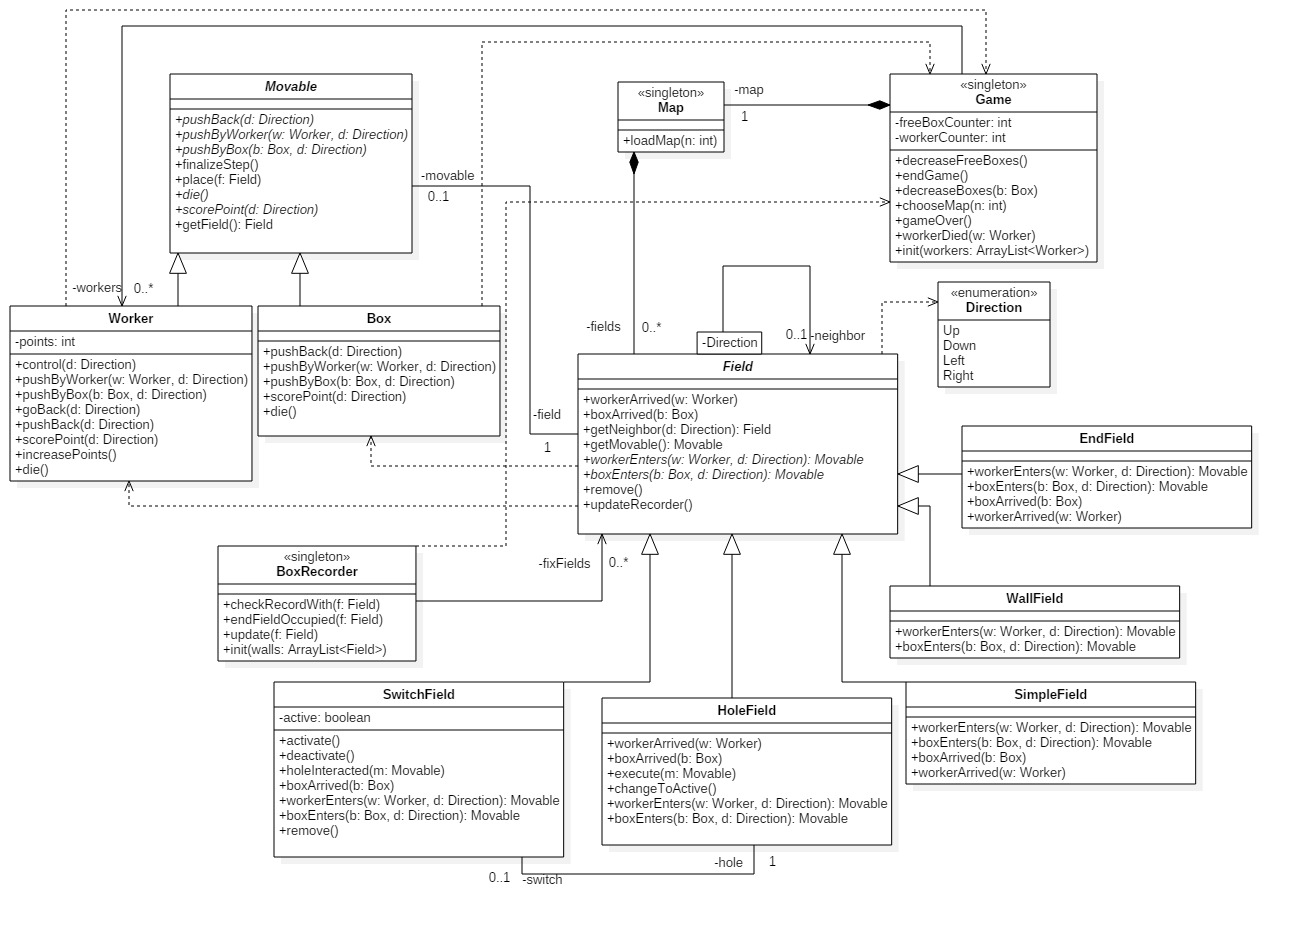 Movable
+pushBack(d: Direction)
+pushByWorker(w: Worker, d: Direction)
+pushByBox(b: Box, d: Direction)
+finalizeStep()
+place(f: Field)
+die()
+scorePoint(d: Direction)
+getField(): Field
«singleton»
Map
+loadMap(n: int)
-map
1
«singleton»
Game
-freeBoxCounter: int
-workerCounter: int
+decreaseFreeBoxes()
+endGame()
+decreaseBoxes(b: Box)
+chooseMap(n: int)
+gameOver()
+workerDied(w: Worker)
+init(workers: ArrayList<Worker>)
-movable
0..1
-workers
0..*
Worker
-points: int
+control(d: Direction)
+pushByWorker(w: Worker, d: Direction)
+pushByBox(b: Box, d: Direction)
+goBack(d: Direction)
+pushBack(d: Direction)
+scorePoint(d: Direction)
+increasePoints()
+die()
Box
+pushBack(d: Direction)
+pushByWorker(w: Worker, d: Direction)
+pushByBox(b: Box, d: Direction)
+scorePoint(d: Direction)
+die()
-fields
0..*
-Direction
0..1
-neighbor
«enumeration»
Direction
Up
Down
Left
Right
-field
1
Field
+workerArrived(w: Worker)
+boxArrived(b: Box)
+getNeighbor(d: Direction): Field
+getMovable(): Movable
+workerEnters(w: Worker, d: Direction): Movable
+boxEnters(b: Box, d: Direction): Movable
+remove()
+updateRecorder()
EndField
+workerEnters(w: Worker, d: Direction): Movable
+boxEnters(b: Box, d: Direction): Movable
+boxArrived(b: Box)
+workerArrived(w: Worker)
«singleton»
BoxRecorder
+checkRecordWith(f: Field)
+endFieldOccupied(f: Field)
+update(f: Field)
+init(walls: ArrayList<Field>)
-fixFields
0..*
WallField
+workerEnters(w: Worker, d: Direction): Movable
+boxEnters(b: Box, d: Direction): Movable
SwitchField
-active: boolean
+activate()
+deactivate()
+holeInteracted(m: Movable)
+boxArrived(b: Box)
+workerEnters(w: Worker, d: Direction): Movable
+boxEnters(b: Box, d: Direction): Movable
+remove()
HoleField
+workerArrived(w: Worker)
+boxArrived(b: Box)
+execute(m: Movable)
+changeToActive()
+workerEnters(w: Worker, d: Direction): Movable
+boxEnters(b: Box, d: Direction): Movable
SimpleField
+workerEnters(w: Worker, d: Direction): Movable
+boxEnters(b: Box, d: Direction): Movable
+boxArrived(b: Box)
+workerArrived(w: Worker)
-hole
1
0..1
-switch